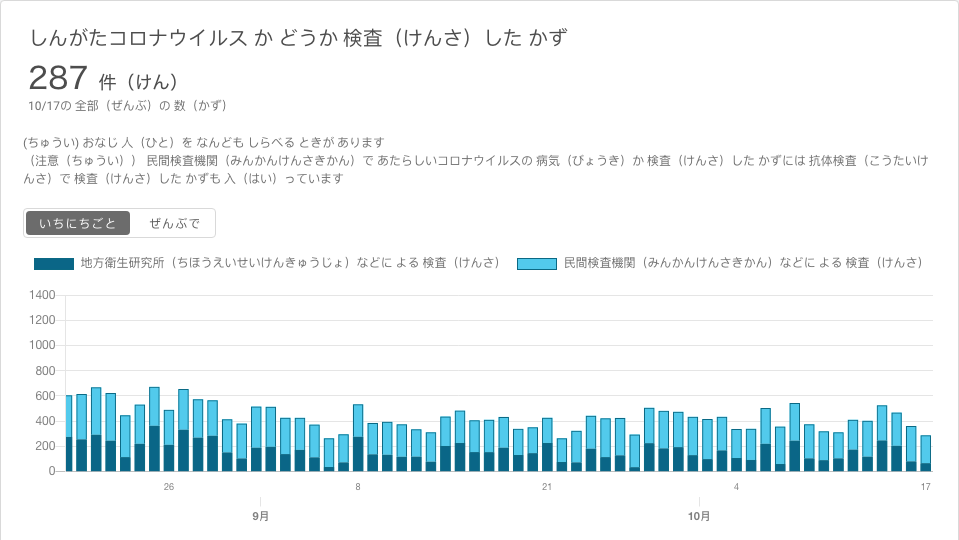 しんがたコロナウイルス か どうか 検査（けんさ）した かず
287 件（けん）
10/17の 全部（ぜんぶ）の 数（かず）
(ちゅうい) おなじ 人（ひと）を なんども しらべる ときが あります
（注意（ちゅうい）） 民間検査機関（みんかんけんさきかん）で あたらしいコロナウイルスの 病気（びょうき）か 検査（けんさ）した かずには 抗体検査（こうたいけ
んさ）で 検査（けんさ）した かずも 入（はい）っています
いちにちごと ぜんぶで
地方衛生研究所（ちほうえいせいけんきゅうじょ）などに よる 検査（けんさ） 民間検査機関（みんかんけんさきかん）などに よる 検査（けんさ）
1400
1200
1000
800
600
400
200
0
26 8 21 4 17
9月 10月